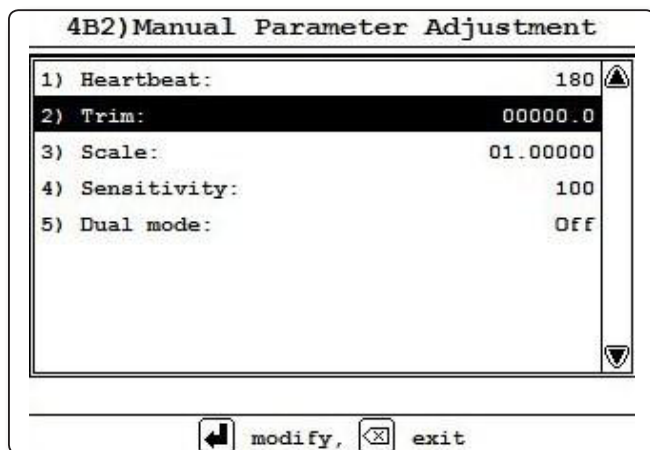 4B2)Manual Parameter Adjustment
1) Heartbeat: 180
2) Trim: 00000.0
3) Scale: 01.00000
4) Sensitivity: 100
5) Dual mode: Off
modify, exit